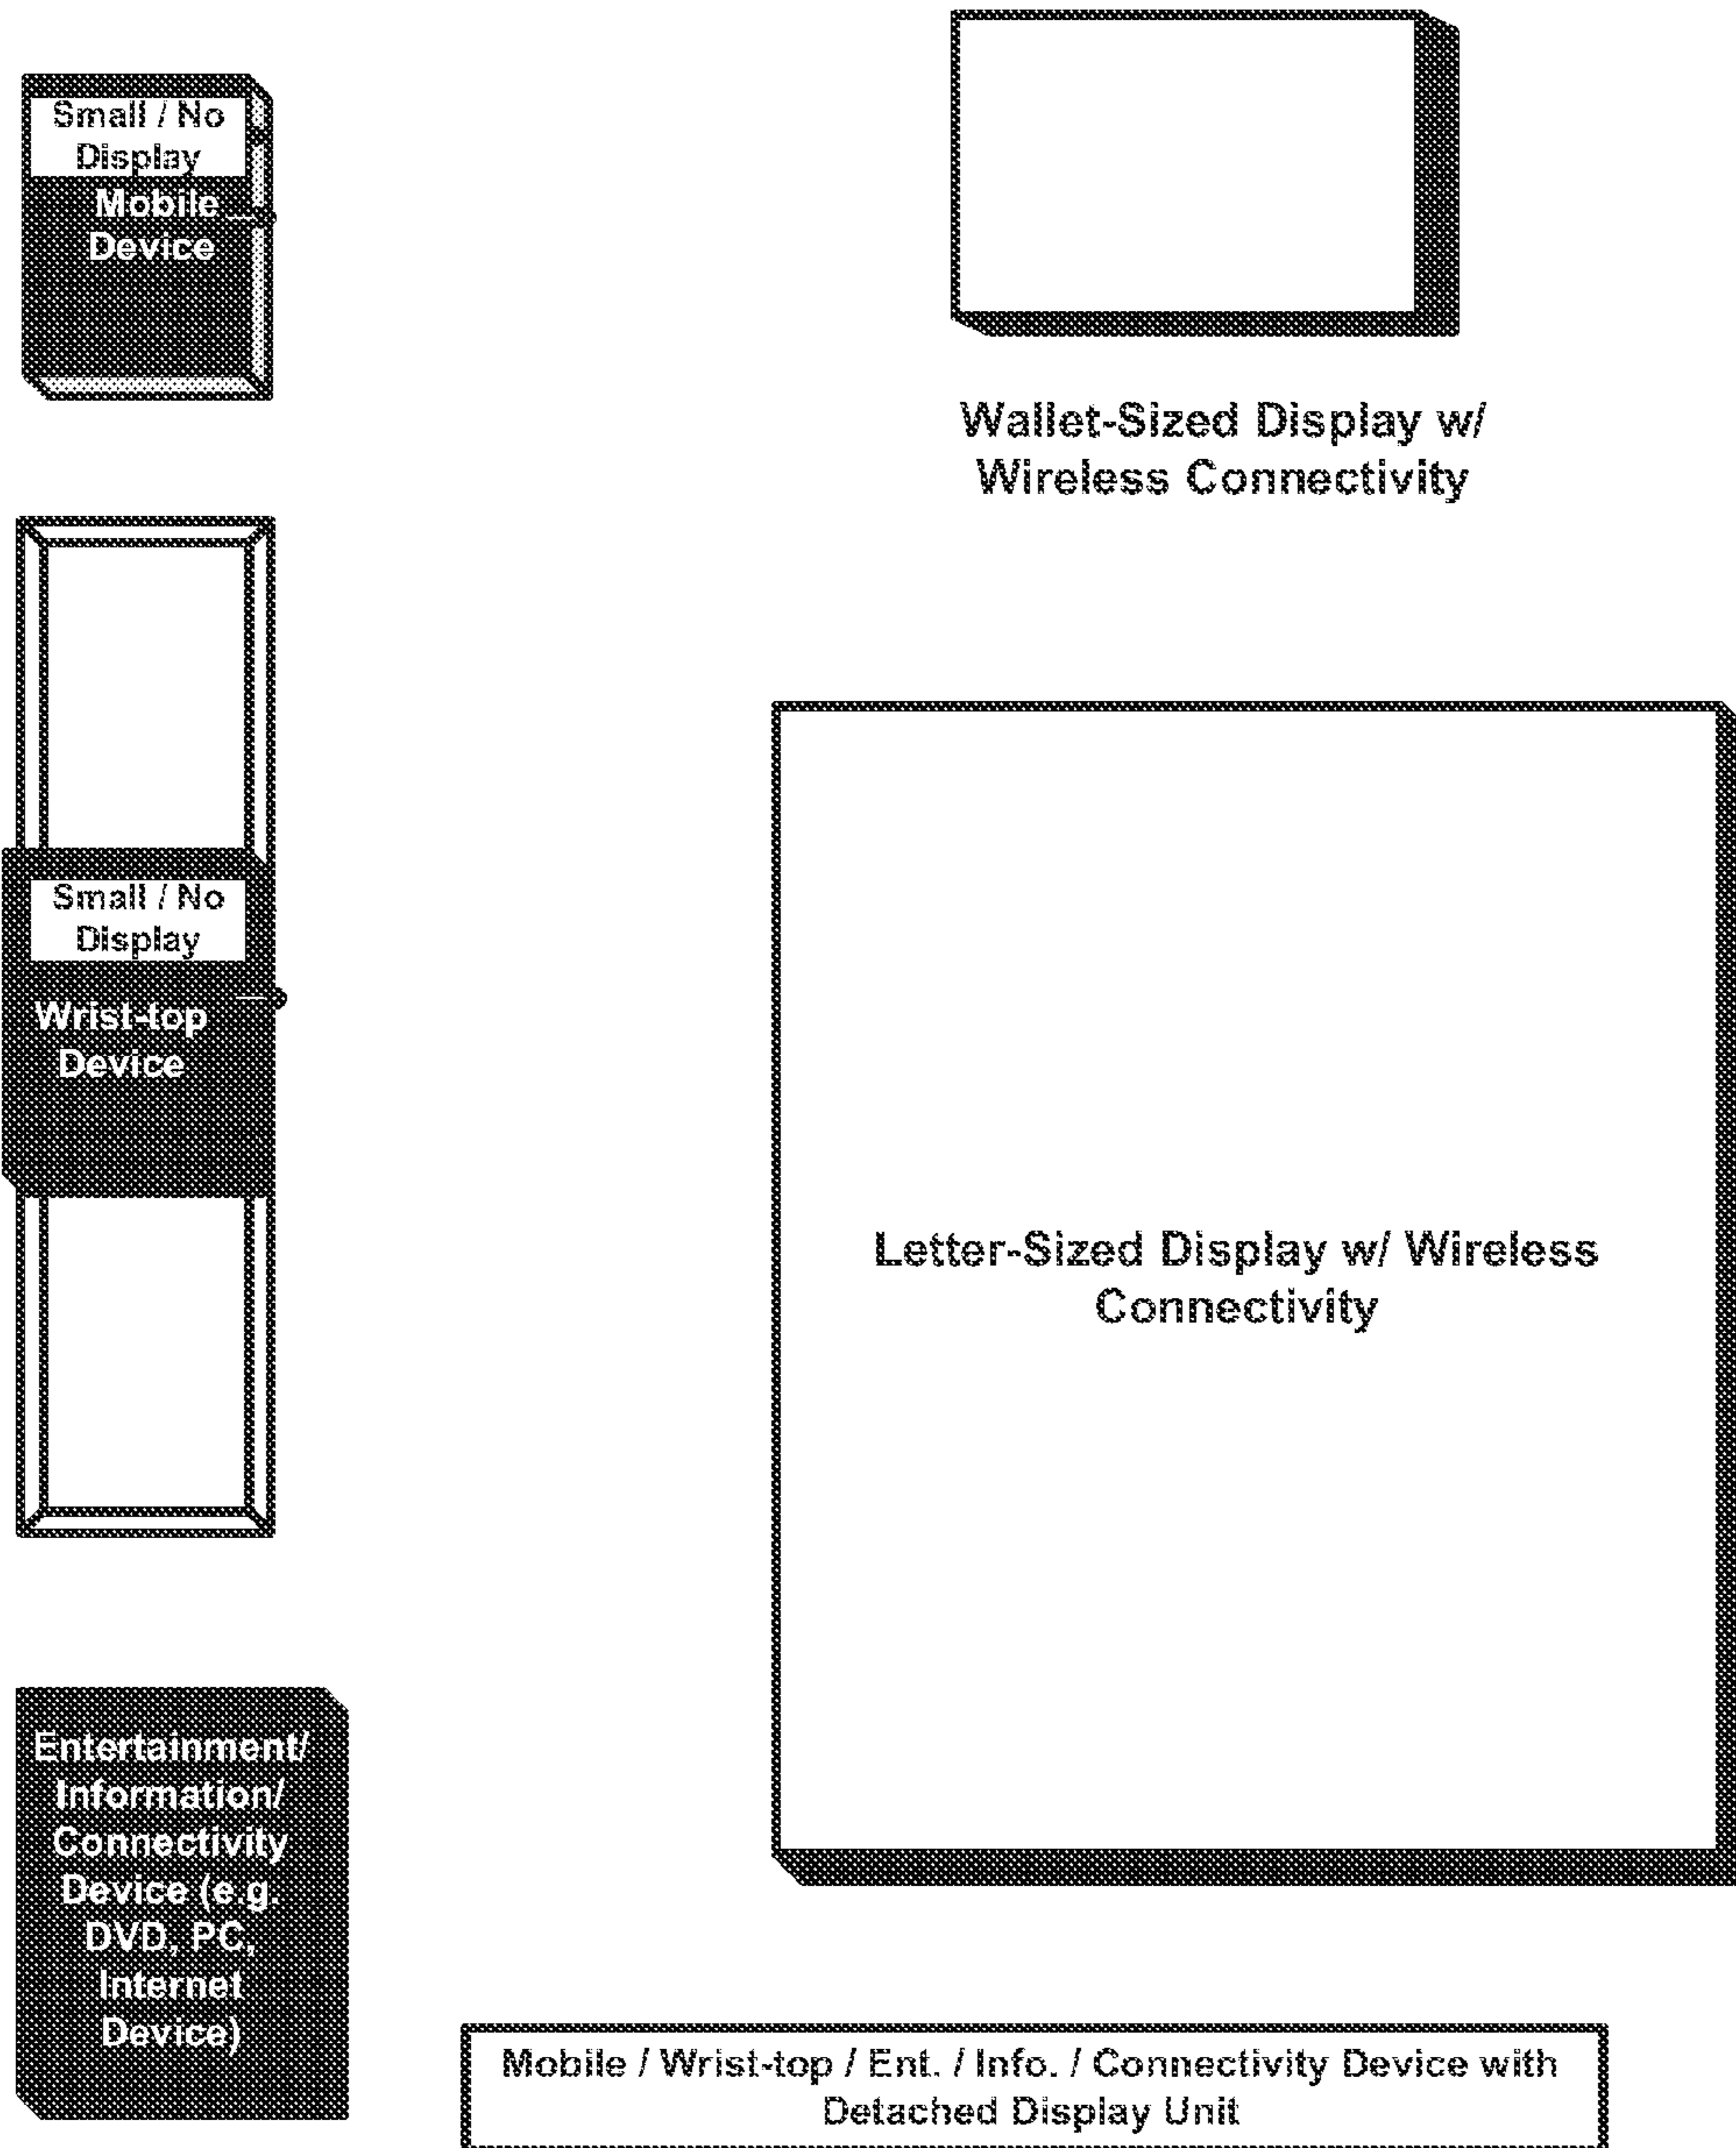 Small / No
Display
Mobile
Device
Wallet-Sized Display w/
Wireless Connectivity
Small / No
Display
Wrist-top
Device
Letter-Sized Display w/ Wireless
Connectivity
Entertainment/
Information/
Connectivity
Device (e.g.
DVD, PC,
Internet
Device)
Mobile / Wrist-top / Ent. / Info. / Connectivity Device with
Detached Display Unit